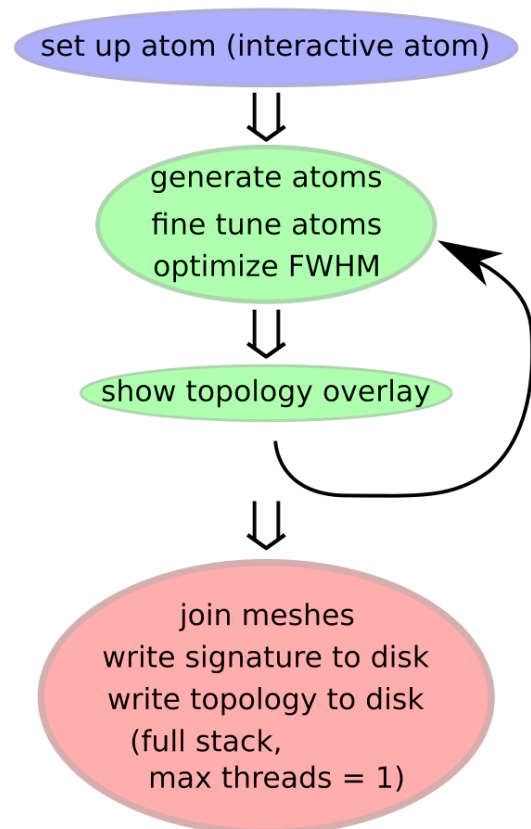 set up atom (interactive atom)
generate atoms
fine tune atoms
optimize FWHM
show topology overlay
join meshes
write signature to disk
write topology to disk
(full stack,
max threads = 1)